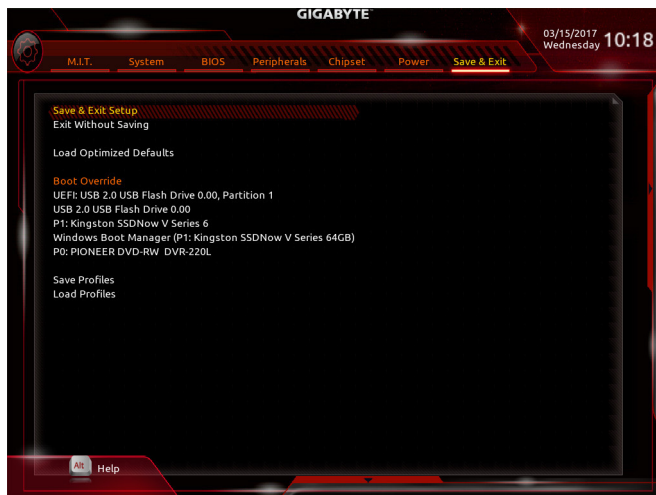 GIGABYTE™
03/15/2017
Wednesday 10:18
M.I.T. System BIOS Peripherals Chipset Power Save & Exit
Save & Exit Setup
Exit Without Saving
Load Optimized Defaults
Boot Override
UEFI: USB 2.0 USB Flash Drive 0.00, Partition 1
USB 2.0 USB Flash Drive 0.00
P1: Kingston SSDNow V Series 6
Windows Boot Manager (P1: Kingston SSDNow V Series 64GB)
P0: PIONEER DVD-RW  DVR-220L
Save Profiles
Load Profiles
Alt Help